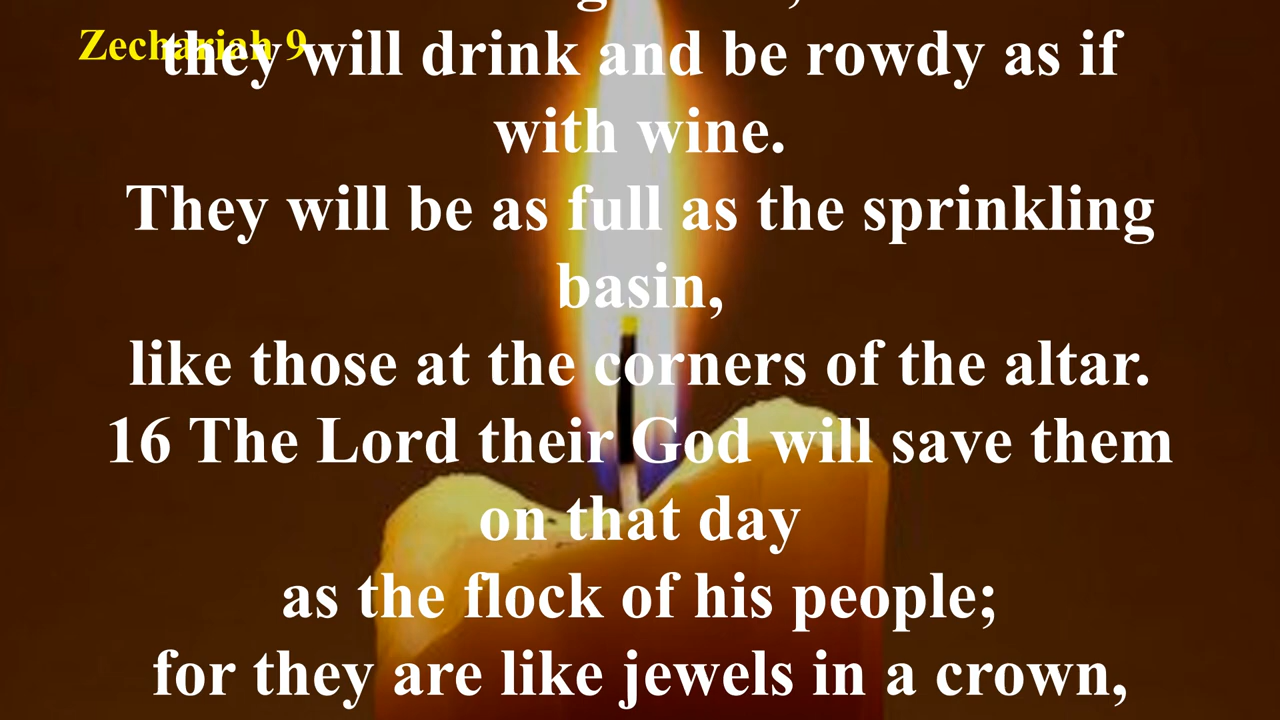 Zechariah 9
they will drink and be rowdy as if
with wine.
They will be as full as the sprinkling
basin,
like those at the corners of the altar.
16 The Lord their God will save them
on that day
as the flock of his people;
for they are like jewels in a crown,